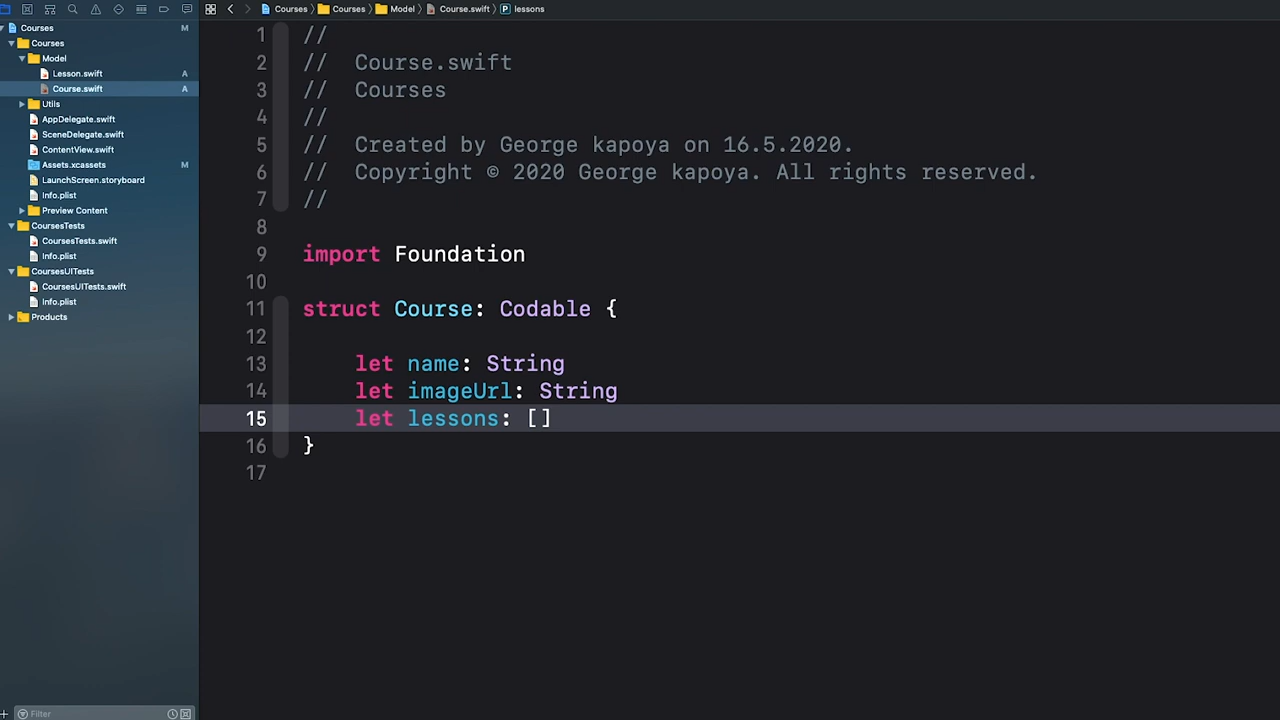 Courses
M
Courses
Model
Lesson.swift
A
Course.swift
A
Utils
AppDelegate.swift
SceneDelegate.swift
ContentView.swift
Assets.xcassets
M
LaunchScreen.storyboard
Info.plist
Preview Content
CoursesTests
CoursesTests.swift
Info.plist
CoursesUITests
CoursesUITests.swift
Info.plist
Products
Filter
Courses
Courses
Model
Course.swift
P lessons
1 //
2 //  Course.swift
3 //  Courses
4 //
5 //  Created by George kapoya on 16.5.2020.
6 //  Copyright © 2020 George kapoya. All rights reserved.
7 //
8
9 import Foundation
10
11 struct Course: Codable {
12
13     let name: String
14     let imageUrl: String
15     let lessons: []
16 }
17